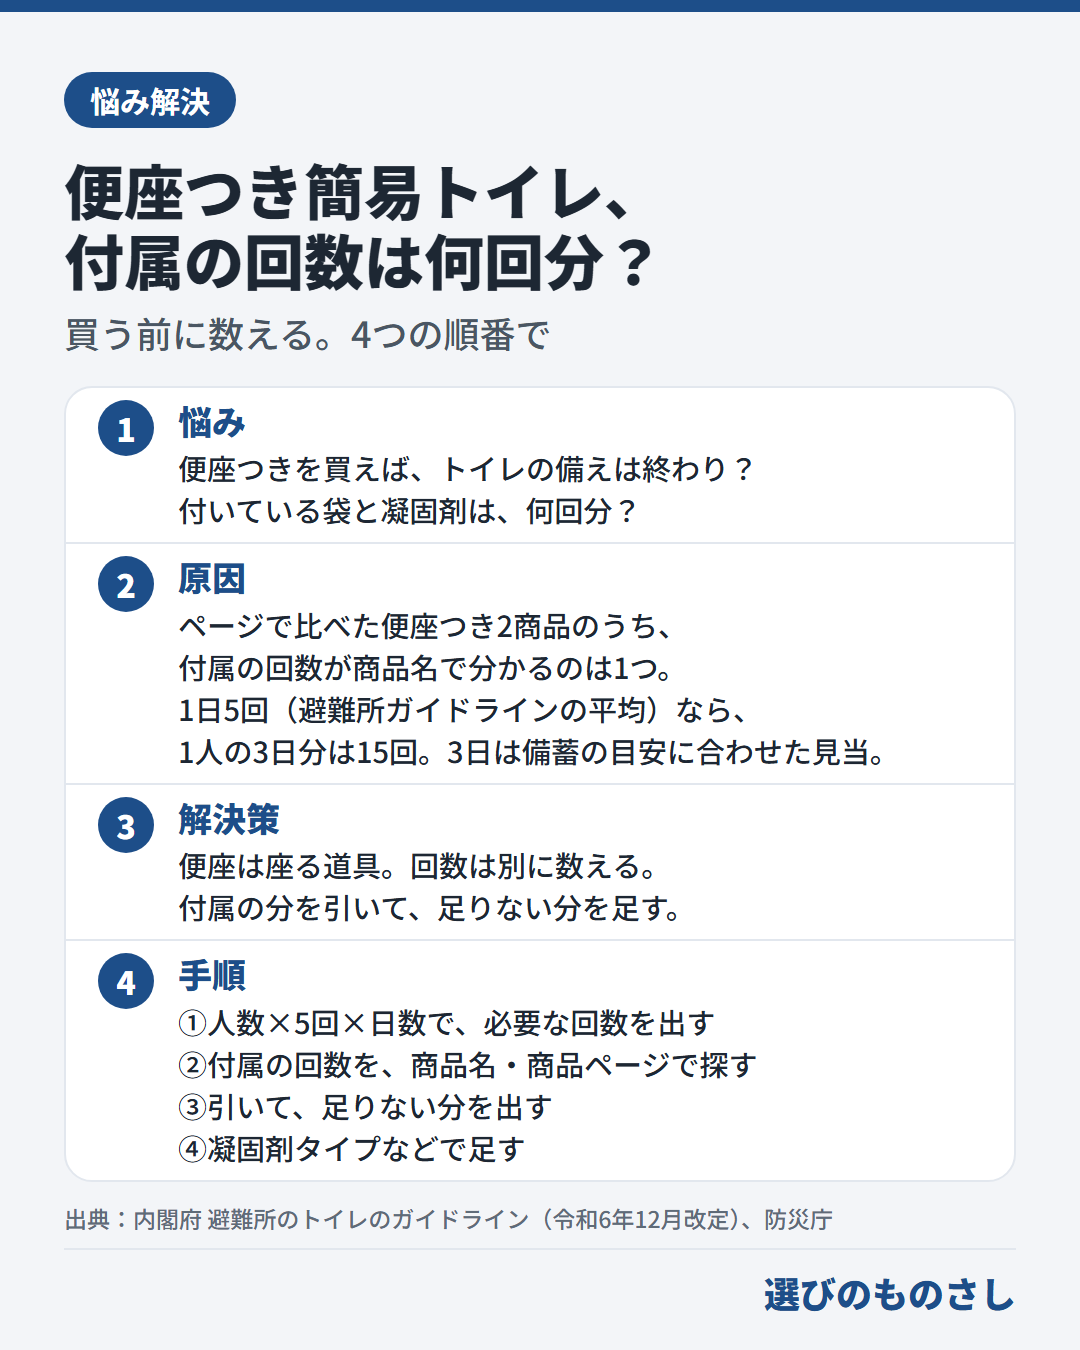 悩み解決
便座つき簡易トイレ、
付属の回数は何回分？
買う前に数える。4つの順番で
1 悩み
便座つきを買えば、トイレの備えは終わり？
付いている袋と凝固剤は、何回分？
2 原因
ページで比べた便座つき2商品のうち、
付属の回数が商品名で分かるのは1つ。
1日5回（避難所ガイドラインの平均）なら、
1人の3日分は15回。3日は備蓄の目安に合わせた見当。
3 解決策
便座は座る道具。回数は別に数える。
付属の分を引いて、足りない分を足す。
4 手順
①人数×5回×日数で、必要な回数を出す
②付属の回数を、商品名・商品ページで探す
③引いて、足りない分を出す
④凝固剤タイプなどで足す
出典：内閣府 避難所のトイレのガイドライン（令和6年12月改定）、防災庁
選びのものさし